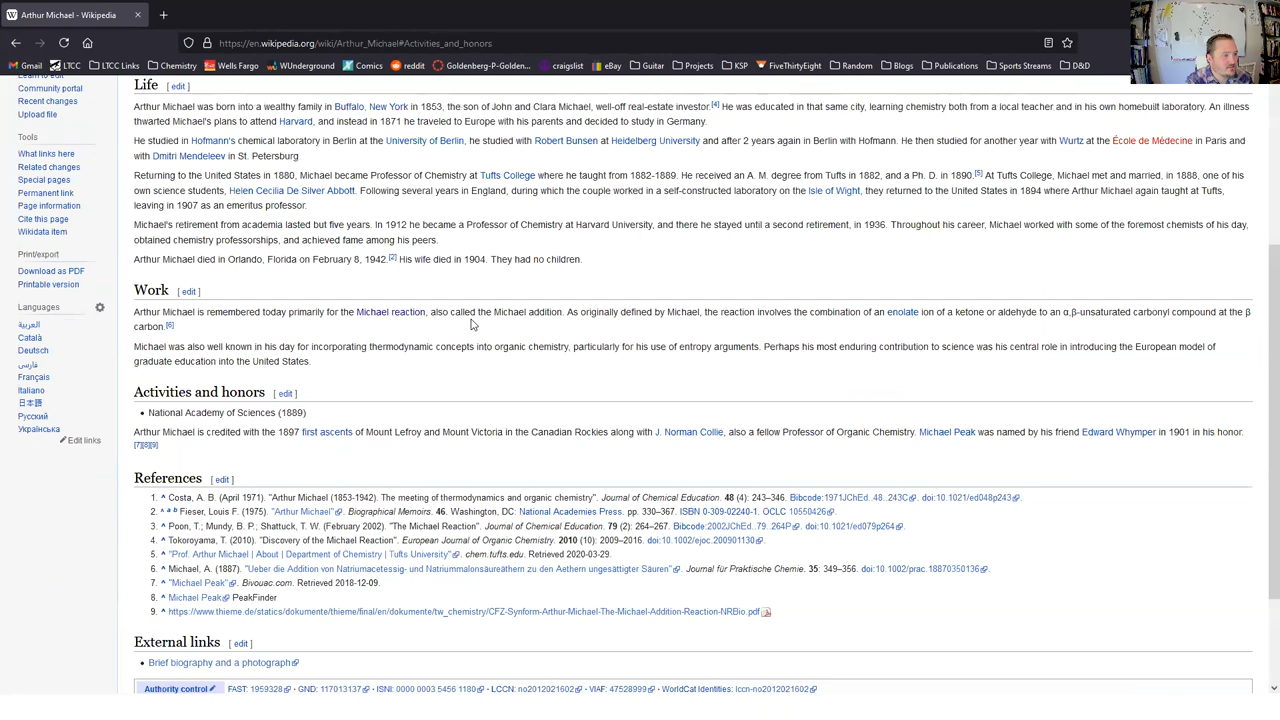 Arthur Michael - Wikipedia
https://en.wikipedia.org/wiki/Arthur_Michael#Activities_and_honors
Gmail LTCC LTCC Links Chemistry Wells Fargo WUnderground Comics reddit Goldenberg-P-Golden... craigslist eBay Guitar Projects KSP FiveThirtyEight Random Blogs Publications Sports Streams D&D
Learn to edit
Community portal
Recent changes
Upload file
Tools
What links here
Related changes
Special pages
Permanent link
Page information
Cite this page
Wikidata item
Print/export
Download as PDF
Printable version
Languages
العربية
Català
Deutsch
فارسی
Français
Italiano
日本語
Русский
Українська
Edit links
Life [ edit ]
Arthur Michael was born into a wealthy family in Buffalo, New York in 1853, the son of John and Clara Michael, well-off real-estate investor.[4] He was educated in that same city, learning chemistry both from a local teacher and in his own homebuilt laboratory. An illness
thwarted Michael's plans to attend Harvard, and instead in 1871 he traveled to Europe with his parents and decided to study in Germany.
He studied in Hofmann's chemical laboratory in Berlin at the University of Berlin, he studied with Robert Bunsen at Heidelberg University and after 2 years again in Berlin with Hofmann. He then studied for another year with Wurtz at the École de Médecine in Paris and
with Dmitri Mendeleev in St. Petersburg.
Returning to the United States in 1880, Michael became Professor of Chemistry at Tufts College where he taught from 1882-1889. He received an A. M. degree from Tufts in 1882, and a Ph. D. in 1890.[5] At Tufts College, Michael met and married, in 1888, one of his
own science students, Helen Cecilia De Silver Abbott. Following several years in England, during which the couple worked in a self-constructed laboratory on the Isle of Wight, they returned to the United States in 1894 where Arthur Michael again taught at Tufts,
leaving in 1907 as an emeritus professor.
Michael's retirement from academia lasted but five years. In 1912 he became a Professor of Chemistry at Harvard University, and there he stayed until a second retirement, in 1936. Throughout his career, Michael worked with some of the foremost chemists of his day,
obtained chemistry professorships, and achieved fame among his peers.
Arthur Michael died in Orlando, Florida on February 8, 1942.[2] His wife died in 1904. They had no children.
Work [ edit ]
Arthur Michael is remembered today primarily for the Michael reaction, also called the Michael addition. As originally defined by Michael, the reaction involves the combination of an enolate ion of a ketone or aldehyde to an α,β-unsaturated carbonyl compound at the β
carbon.[6]
Michael was also well known in his day for incorporating thermodynamic concepts into organic chemistry, particularly for his use of entropy arguments. Perhaps his most enduring contribution to science was his central role in introducing the European model of
graduate education into the United States.
Activities and honors [ edit ]
• National Academy of Sciences (1889)
Arthur Michael is credited with the 1897 first ascents of Mount Lefroy and Mount Victoria in the Canadian Rockies along with J. Norman Collie, also a fellow Professor of Organic Chemistry. Michael Peak was named by his friend Edward Whymper in 1901 in his honor.
[7][8][9]
References [ edit ]
1. ^ Costa, A. B. (April 1971). "Arthur Michael (1853-1942). The meeting of thermodynamics and organic chemistry". Journal of Chemical Education. 48 (4): 243–346. Bibcode:1971JChEd..48..243C. doi:10.1021/ed048p243.
2. ^ a b Fieser, Louis F. (1975). "Arthur Michael". Biographical Memoirs. 46. Washington, DC: National Academies Press. pp. 330–367. ISBN 0-309-02240-1. OCLC 10550426.
3. ^ Poon, T.; Mundy, B. P.; Shattuck, T. W. (February 2002). "The Michael Reaction". Journal of Chemical Education. 79 (2): 264–267. Bibcode:2002JChEd..79..264P. doi:10.1021/ed079p264.
4. ^ Tokoroyama, T. (2010). "Discovery of the Michael Reaction". European Journal of Organic Chemistry. 2010 (10): 2009–2016. doi:10.1002/ejoc.200901130.
5. ^ "Prof. Arthur Michael | About | Department of Chemistry | Tufts University". chem.tufts.edu. Retrieved 2020-03-29.
6. ^ Michael, A. (1887). "Ueber die Addition von Natriumacetessig- und Natriummalonsäureäthern zu den Aethern ungesättigter Säuren". Journal für Praktische Chemie. 35: 349–356. doi:10.1002/prac.18870350136
7. ^ "Michael Peak". Bivouac.com. Retrieved 2018-12-09.
8. ^ Michael Peak PeakFinder
9. ^ https://www.thieme.de/statics/dokumente/thieme/final/en/dokumente/tw_chemistry/CFZ-Synform-Arthur-Michael-The-Michael-Addition-Reaction-NRBio.pdf
External links [ edit ]
• Brief biography and a photograph
Authority control FAST: 1959328 · GND: 117013137 · ISNI: 0000 0003 5456 1180 · LCCN: no2012021602 · VIAF: 47528999 · WorldCat Identities: lccn-no2012021602